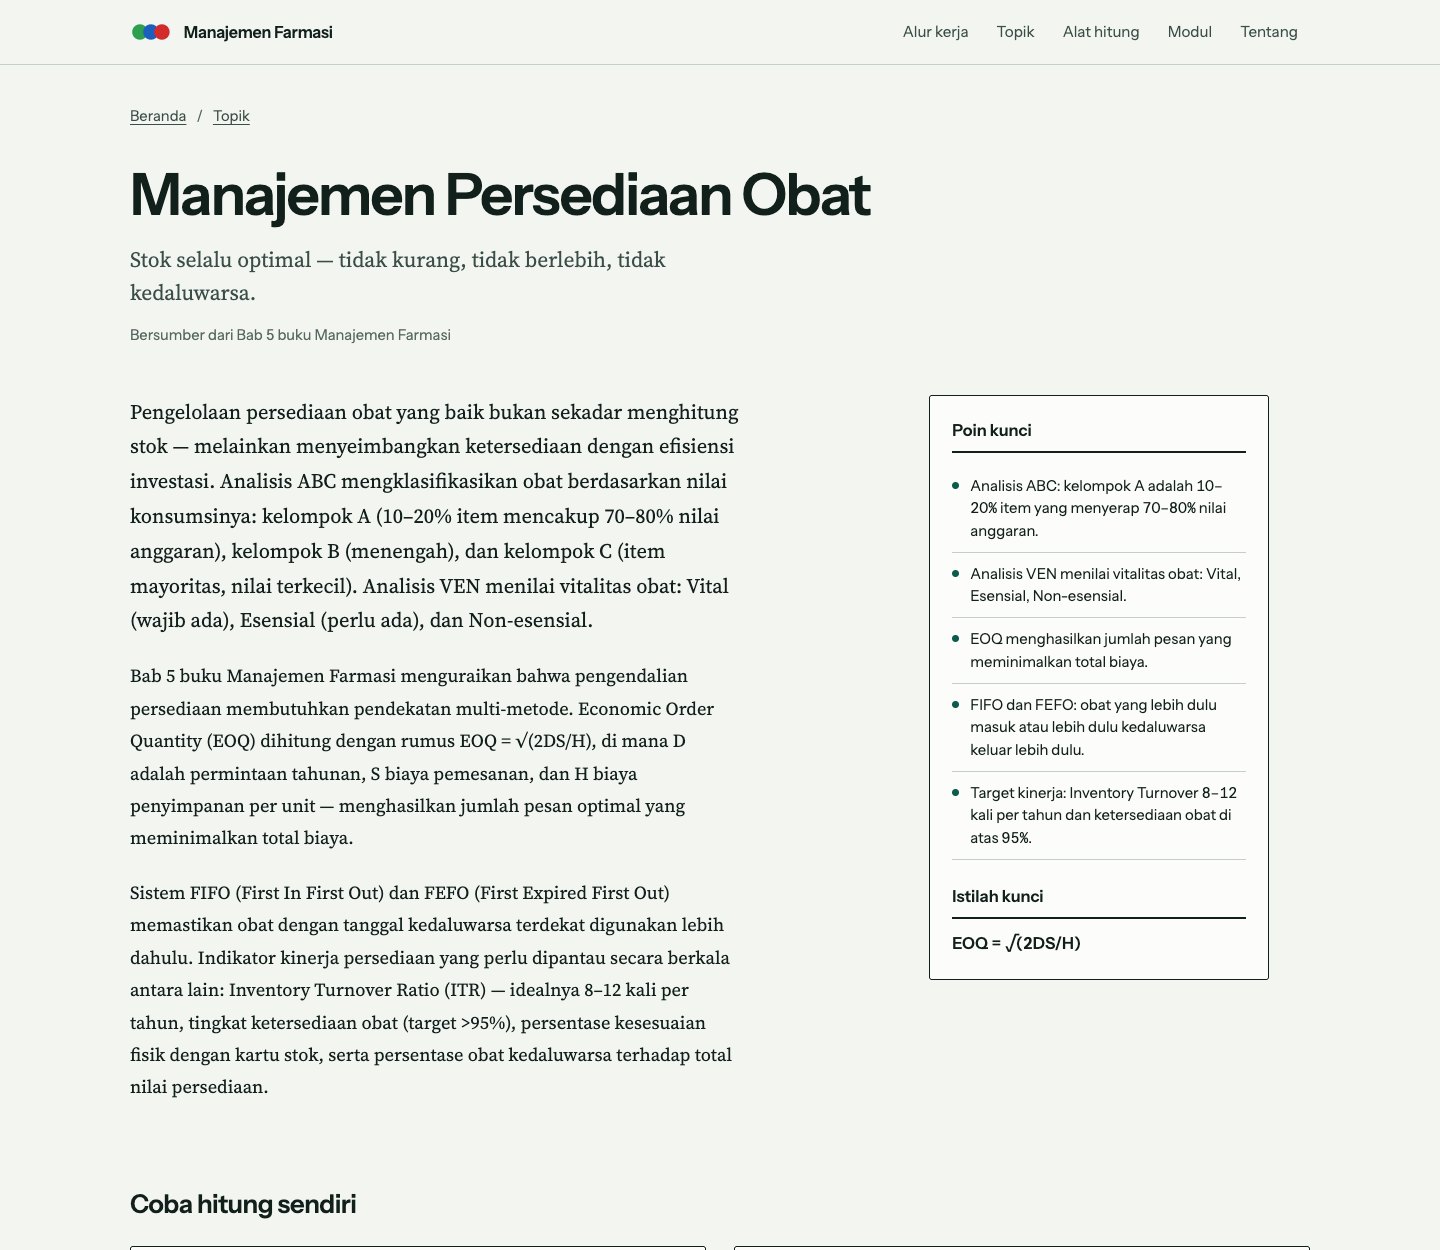 Manajemen Farmasi
Alur kerja
Topik
Alat hitung
Modul
Tentang
Beranda / Topik
Manajemen Persediaan Obat
Stok selalu optimal — tidak kurang, tidak berlebih, tidak
kedaluwarsa.
Bersumber dari Bab 5 buku Manajemen Farmasi
Pengelolaan persediaan obat yang baik bukan sekadar menghitung
stok — melainkan menyeimbangkan ketersediaan dengan efisiensi
investasi. Analisis ABC mengklasifikasikan obat berdasarkan nilai
konsumsinya: kelompok A (10–20% item mencakup 70–80% nilai
anggaran), kelompok B (menengah), dan kelompok C (item
mayoritas, nilai terkecil). Analisis VEN menilai vitalitas obat: Vital
(wajib ada), Esensial (perlu ada), dan Non-esensial.
Bab 5 buku Manajemen Farmasi menguraikan bahwa pengendalian
persediaan membutuhkan pendekatan multi-metode. Economic Order
Quantity (EOQ) dihitung dengan rumus EOQ = √(2DS/H), di mana D
adalah permintaan tahunan, S biaya pemesanan, dan H biaya
penyimpanan per unit — menghasilkan jumlah pesan optimal yang
meminimalkan total biaya.
Sistem FIFO (First In First Out) dan FEFO (First Expired First Out)
memastikan obat dengan tanggal kedaluwarsa terdekat digunakan lebih
dahulu. Indikator kinerja persediaan yang perlu dipantau secara berkala
antara lain: Inventory Turnover Ratio (ITR) — idealnya 8–12 kali per
tahun, tingkat ketersediaan obat (target >95%), persentase kesesuaian
fisik dengan kartu stok, serta persentase obat kedaluwarsa terhadap total
nilai persediaan.
Poin kunci
Analisis ABC: kelompok A adalah 10–
20% item yang menyerap 70–80% nilai
anggaran.
Analisis VEN menilai vitalitas obat: Vital,
Esensial, Non-esensial.
EOQ menghasilkan jumlah pesan yang
meminimalkan total biaya.
FIFO dan FEFO: obat yang lebih dulu
masuk atau lebih dulu kedaluwarsa
keluar lebih dulu.
Target kinerja: Inventory Turnover 8–12
kali per tahun dan ketersediaan obat di
atas 95%.
Istilah kunci
EOQ = √(2DS/H)
Coba hitung sendiri